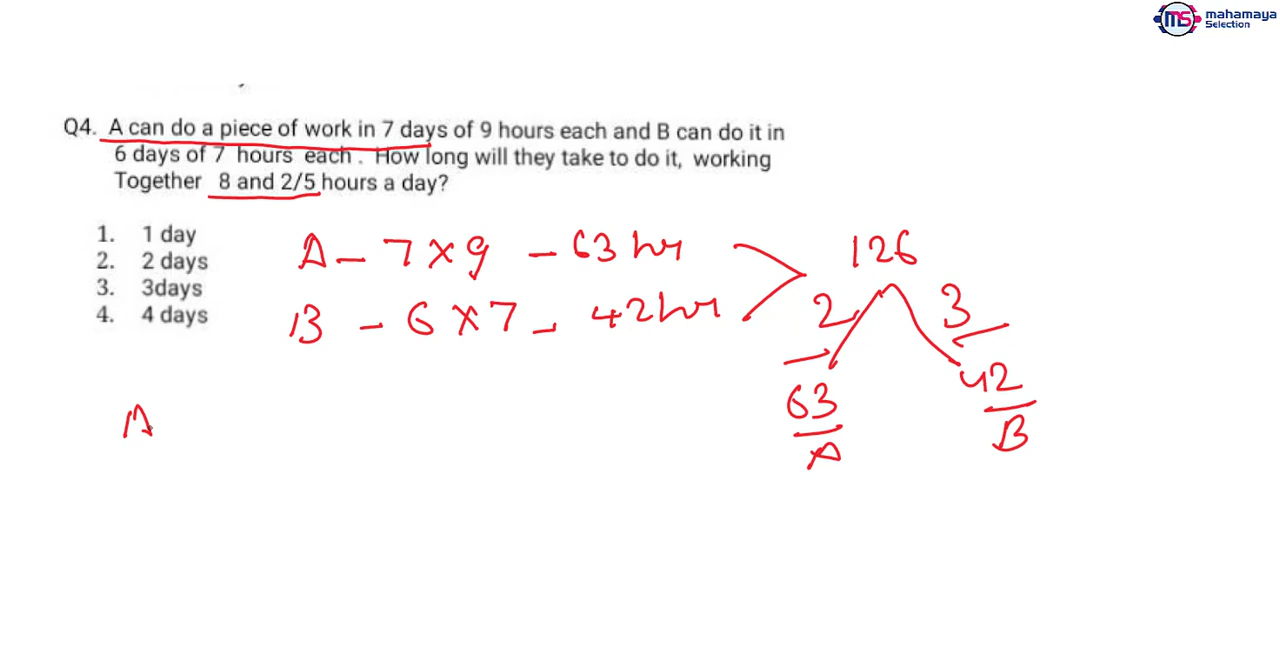 mahamaya
Selection
Q4. A can do a piece of work in 7 days of 9 hours each and B can do it in
6 days of 7 hours each . How long will they take to do it, working
Together 8 and 2/5 hours a day?
1. 1 day
2. 2 days
3. 3days
4. 4 days
A - 7 × 9 - 63 hr
B - 6 × 7 - 42 hr
126
2 3
63 42
A B
A